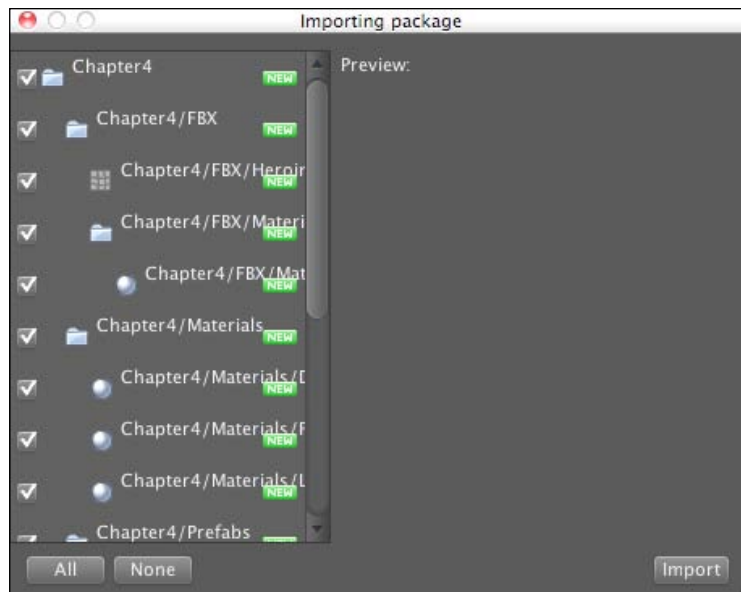 Importing package
Chapter4 NEW
Preview:
Chapter4/FBX NEW
Chapter4/FBX/Heroir NEW
Chapter4/FBX/Materi NEW
Chapter4/FBX/Mat NEW
Chapter4/Materials NEW
Chapter4/Materials/D NEW
Chapter4/Materials/F NEW
Chapter4/Materials/L NEW
Chapter4/Prefabs
All
None
Import